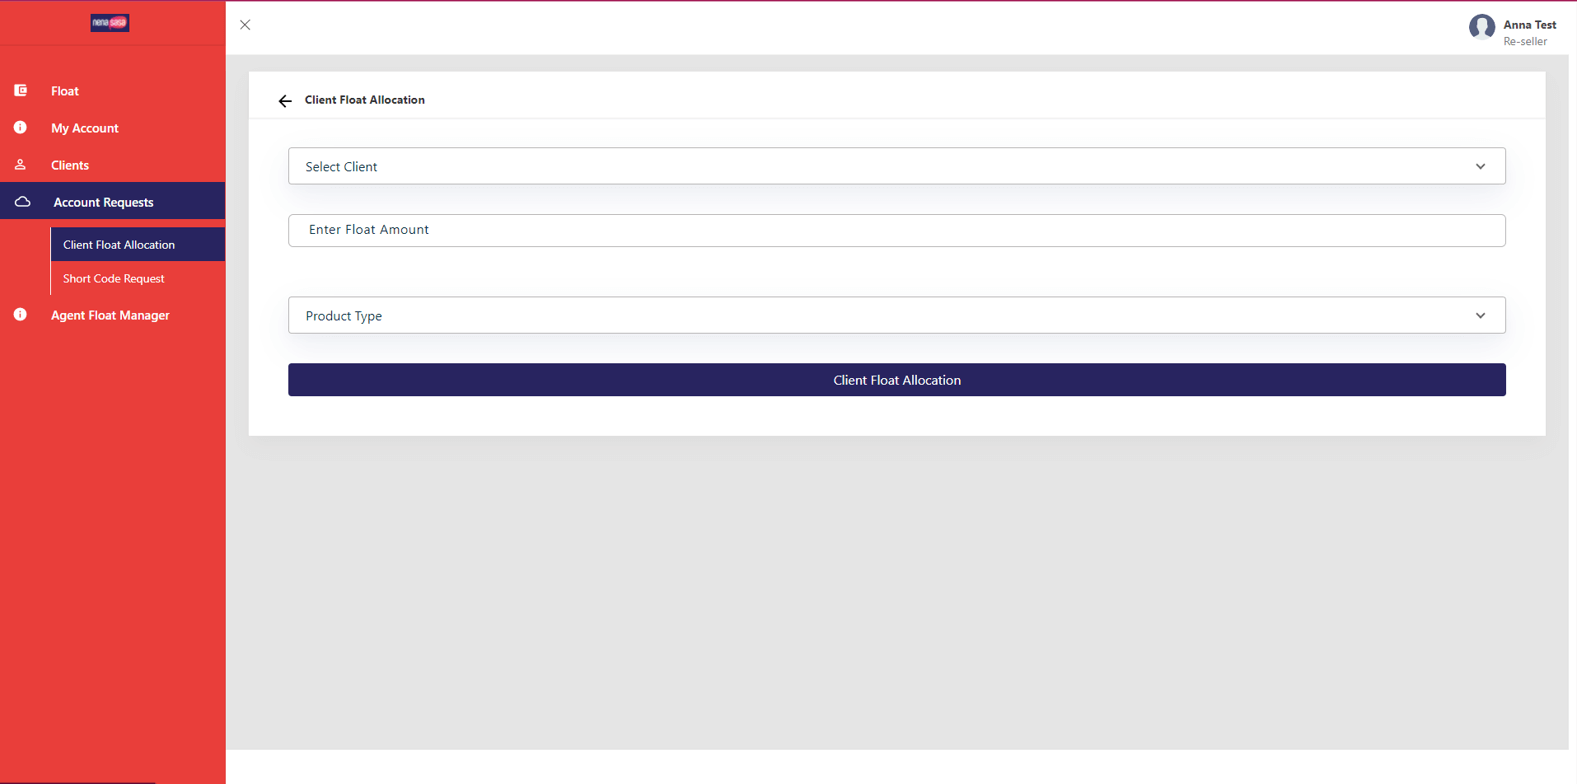 nena sasa
Anna Test
Re-seller
Float
My Account
Clients
Account Requests
Client Float Allocation
Short Code Request
Agent Float Manager
Client Float Allocation
Select Client
Enter Float Amount
Product Type
Client Float Allocation